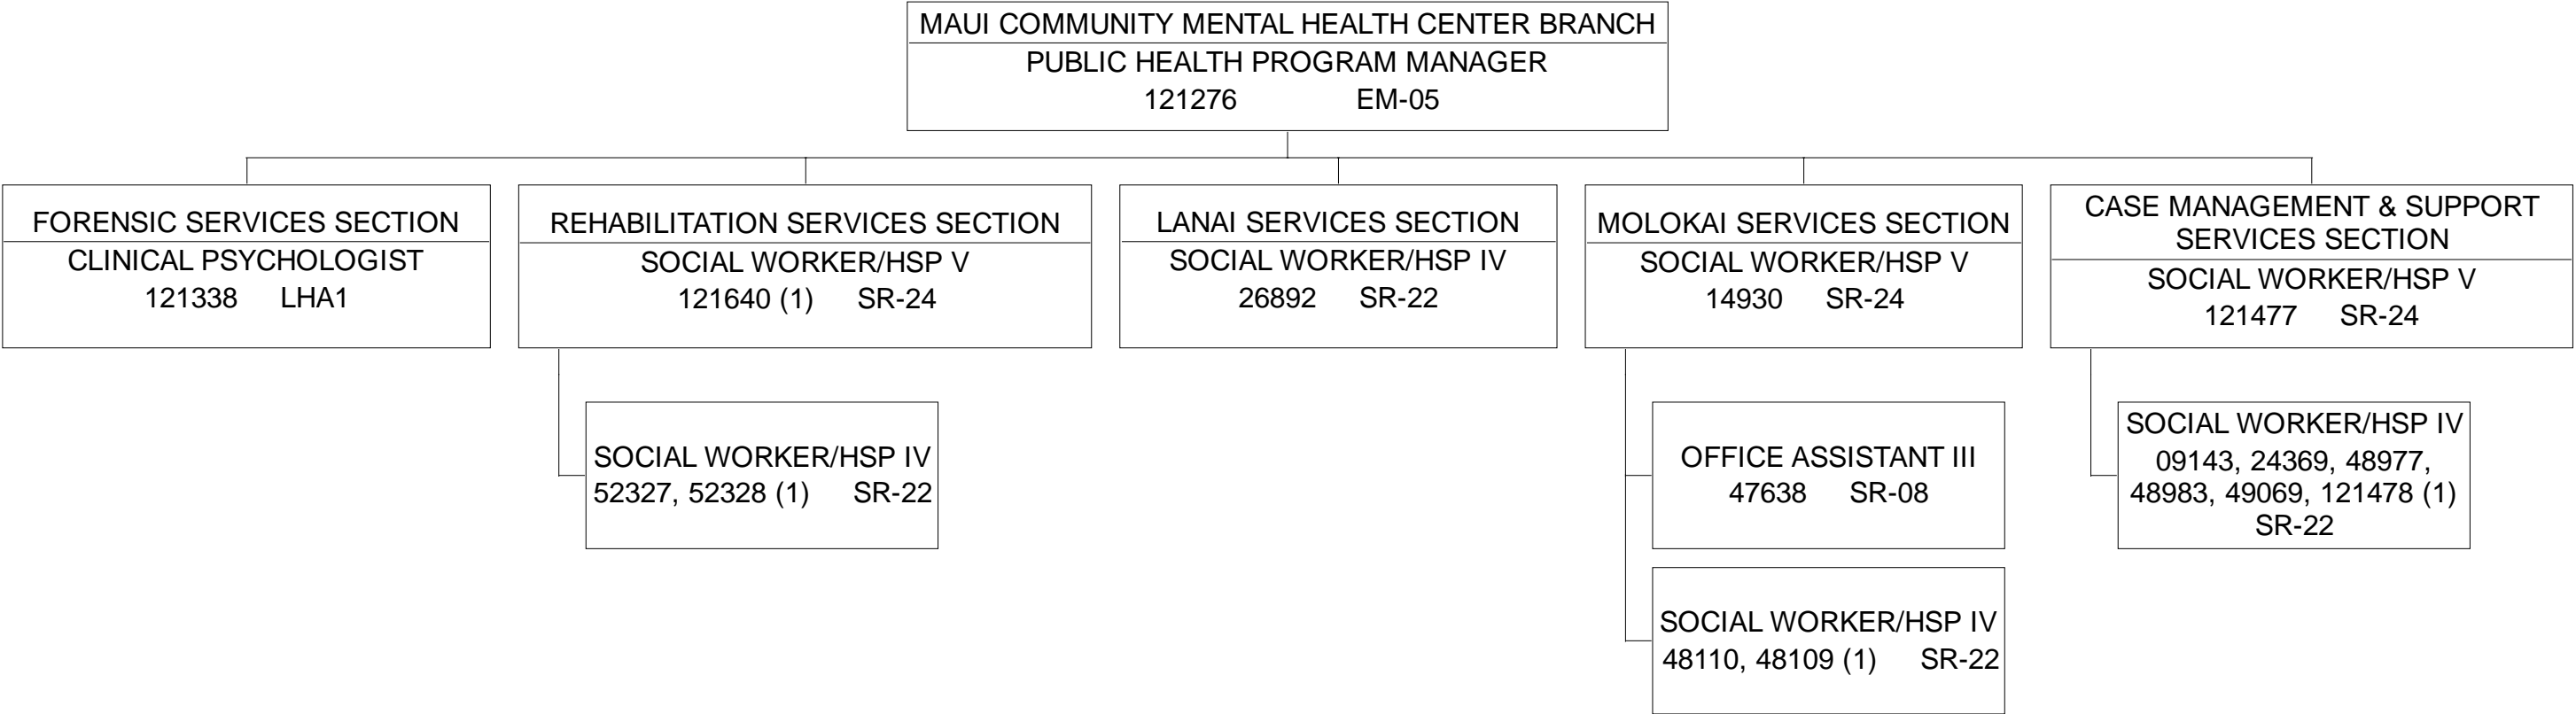 MAUI COMMUNITY MENTAL HEALTH CENTER BRANCH
PUBLIC HEALTH PROGRAM MANAGER
121276 EM-05
FORENSIC SERVICES SECTION
CLINICAL PSYCHOLOGIST
121338 LHA1
REHABILITATION SERVICES SECTION
SOCIAL WORKER/HSP V
121640 (1) SR-24
SOCIAL WORKER/HSP IV
52327, 52328 (1) SR-22
LANAI SERVICES SECTION
SOCIAL WORKER/HSP IV
26892 SR-22
MOLOKAI SERVICES SECTION
SOCIAL WORKER/HSP V
14930 SR-24
OFFICE ASSISTANT III
47638 SR-08
SOCIAL WORKER/HSP IV
48110, 48109 (1) SR-22
CASE MANAGEMENT & SUPPORT
SERVICES SECTION
SOCIAL WORKER/HSP V
121477 SR-24
SOCIAL WORKER/HSP IV
09143, 24369, 48977,
48983, 49069, 121478 (1)
SR-22